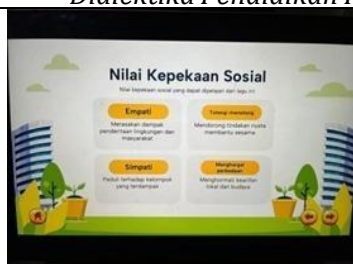 Dialektika Pendidikan
Nilai Kepekaan Sosial
Nilai kepekaan sosial yang dapat dipelajari dari lagu ini
Empati
Merasakan dampak
penderitaan lingkungan dan
masyarakat
Tolong-menolong
Mendorong tindakan nyata
membantu sesama
Simpati
Peduli terhadap kelompok
yang terdampak
Menghargai
perbedaan
Menghormati kearifan
lokal dan budaya